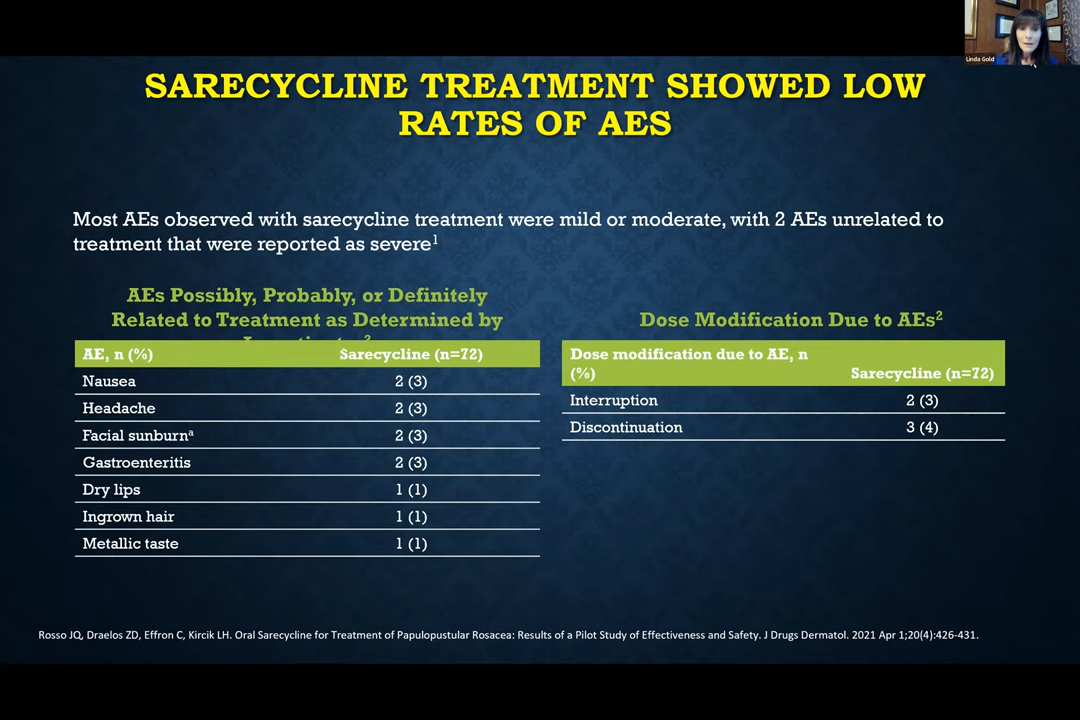 Linda Gold
SARECYCLINE TREATMENT SHOWED LOW
RATES OF AES
Most AEs observed with sarecycline treatment were mild or moderate, with 2 AEs unrelated to
treatment that were reported as severe1
AEs Possibly, Probably, or Definitely
Related to Treatment as Determined by
AE, n (%) Sarecycline (n=72)
Nausea 2 (3)
Headache 2 (3)
Facial sunburna 2 (3)
Gastroenteritis 2 (3)
Dry lips 1 (1)
Ingrown hair 1 (1)
Metallic taste 1 (1)
Dose Modification Due to AEs2
Dose modification due to AE, n
(%) Sarecycline (n=72)
Interruption 2 (3)
Discontinuation 3 (4)
Rosso JQ, Draelos ZD, Effron C, Kircik LH. Oral Sarecycline for Treatment of Papulopustular Rosacea: Results of a Pilot Study of Effectiveness and Safety. J Drugs Dermatol. 2021 Apr 1;20(4):426-431.